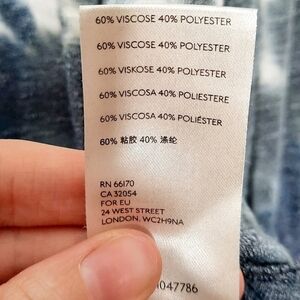 60% VISCOSE 40% POLYESTER
60% VISCOSE 40% POLYESTER
60% VISKOSE 40% POLYESTER
60% VISCOSA 40% POLIESTERE
60% VISCOSA 40% POLIÉSTER
60% 粘胶 40% 涤纶
RN 66170
CA 32054
FOR EU
24 WEST STREET
LONDON, WC2H9NA